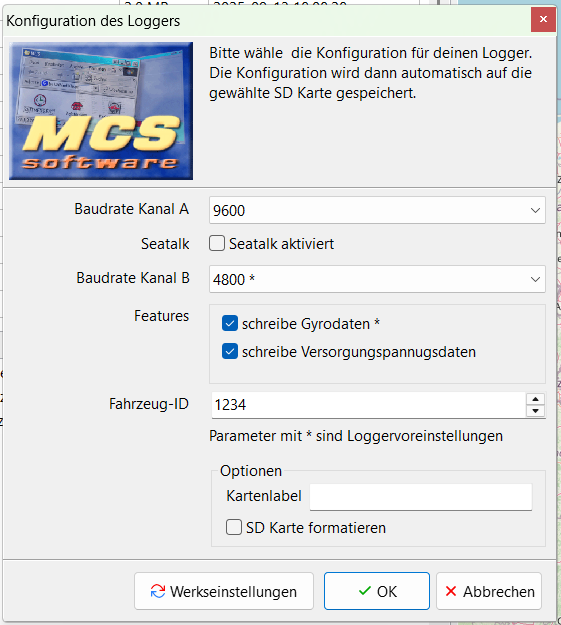 Konfiguration des Loggers
MCS
MCS
software
Bitte wähle die Konfiguration für deinen Logger.
Die Konfiguration wird dann automatisch auf die
gewählte SD Karte gespeichert.
Baudrate Kanal A 9600
Seatalk Seatalk aktiviert
Baudrate Kanal B 4800 *
Features
schreibe Gyrodaten *
schreibe Versorgungspannugsdaten
Fahrzeug-ID 1234
Parameter mit * sind Loggervoreinstellungen
Optionen
Kartenlabel
SD Karte formatieren
Werkseinstellungen OK Abbrechen